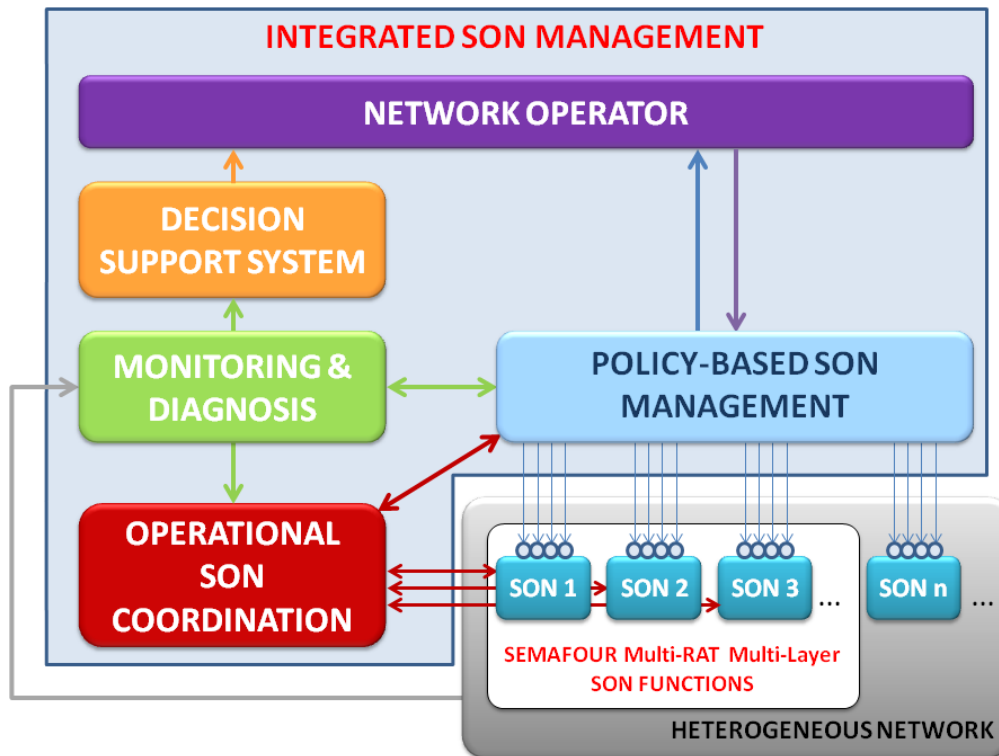 INTEGRATED SON MANAGEMENT
NETWORK OPERATOR
DECISION
SUPPORT SYSTEM
MONITORING &
DIAGNOSIS
POLICY-BASED SON
MANAGEMENT
OPERATIONAL
SON
COORDINATION
SON 1
SON 2
SON 3
...
SON n
...
SEMAFOUR Multi-RAT Multi-Layer
SON FUNCTIONS
HETEROGENEOUS NETWORK